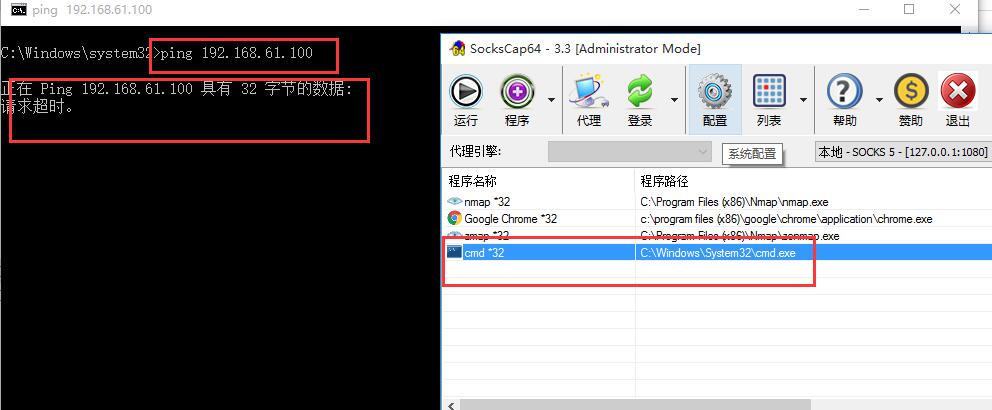 ping 192.168.61.100
C:\Windows\system32>ping 192.168.61.100
正在 Ping 192.168.61.100 具有 32 字节的数据:
请求超时。
SocksCap64 - 3.3 [Administrator Mode]
运行 程序 代理 登录 配置 列表 帮助 赞助 退出
代理引擎: 系统配置 本地 - SOCKS 5 - [127.0.0.1:1080]
程序名称 程序路径
nmap *32 C:\Program Files (x86)\Nmap\nmap.exe
Google Chrome *32 c:\program files (x86)\google\chrome\application\chrome.exe
zmap *32 C:\Program Files (x86)\Nmap\zenmap.exe
cmd *32 C:\Windows\System32\cmd.exe